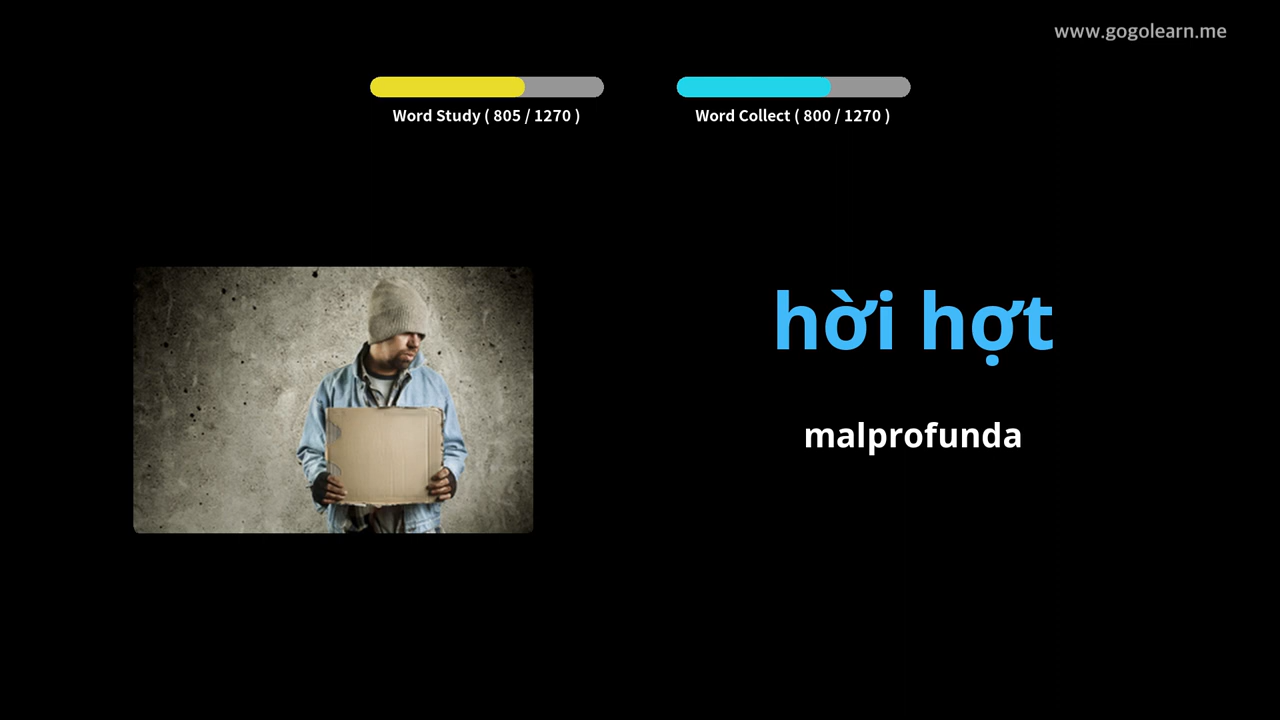 www.gogolearn.me
Word Study ( 805 / 1270 )
Word Collect ( 800 / 1270 )
hời hợt
malprofunda